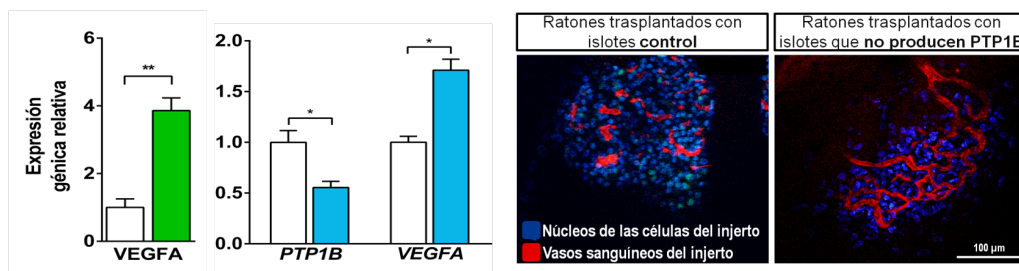 Expresión
génica relativa
6
4
2
0
**
VEGFA
2.0
1.5
1.0
0.5
0.0
*
*
PTP1B
VEGFA
Ratones trasplantados con
islotes control
Ratones trasplantados con
islotes que no producen PTP1B
Núcleos de las células del injerto
Vasos sanguíneos del injerto
100 µm